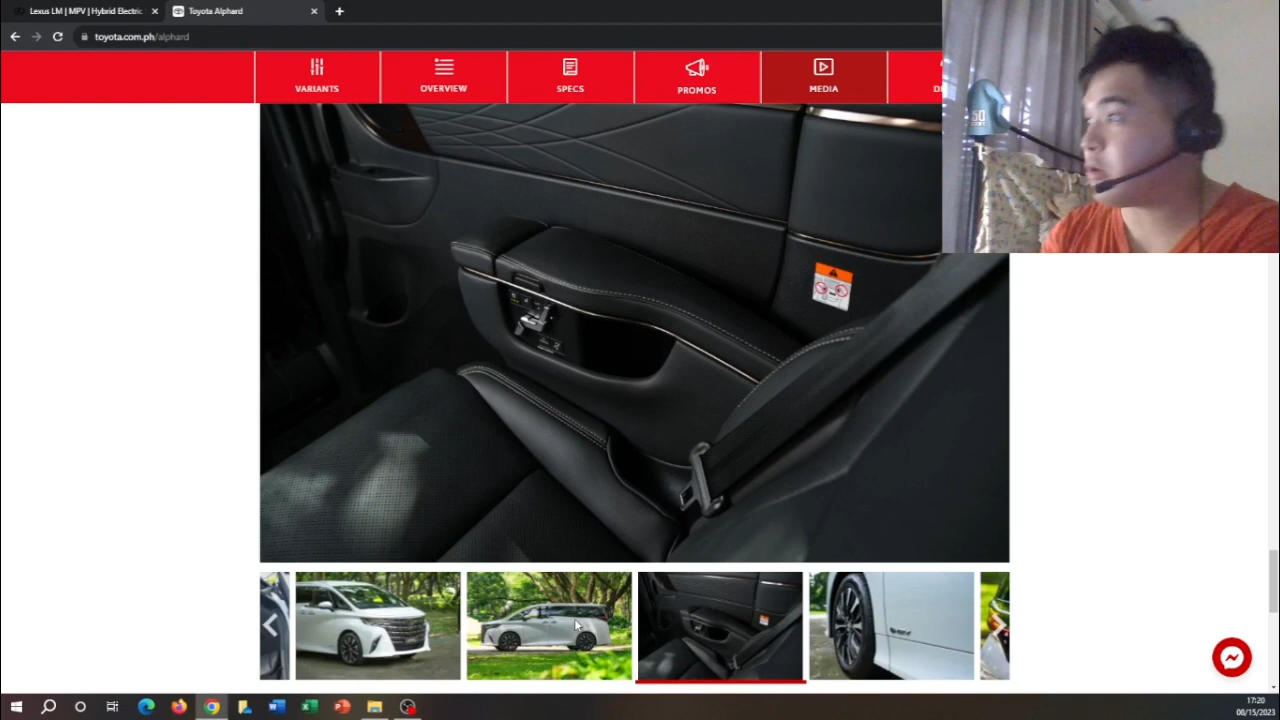 Lexus LM | MPV | Hybrid Electric
Toyota Alphard
toyota.com.ph/alphard
VARIANTS
OVERVIEW
SPECS
PROMOS
MEDIA
50
17:20
08/15/2023